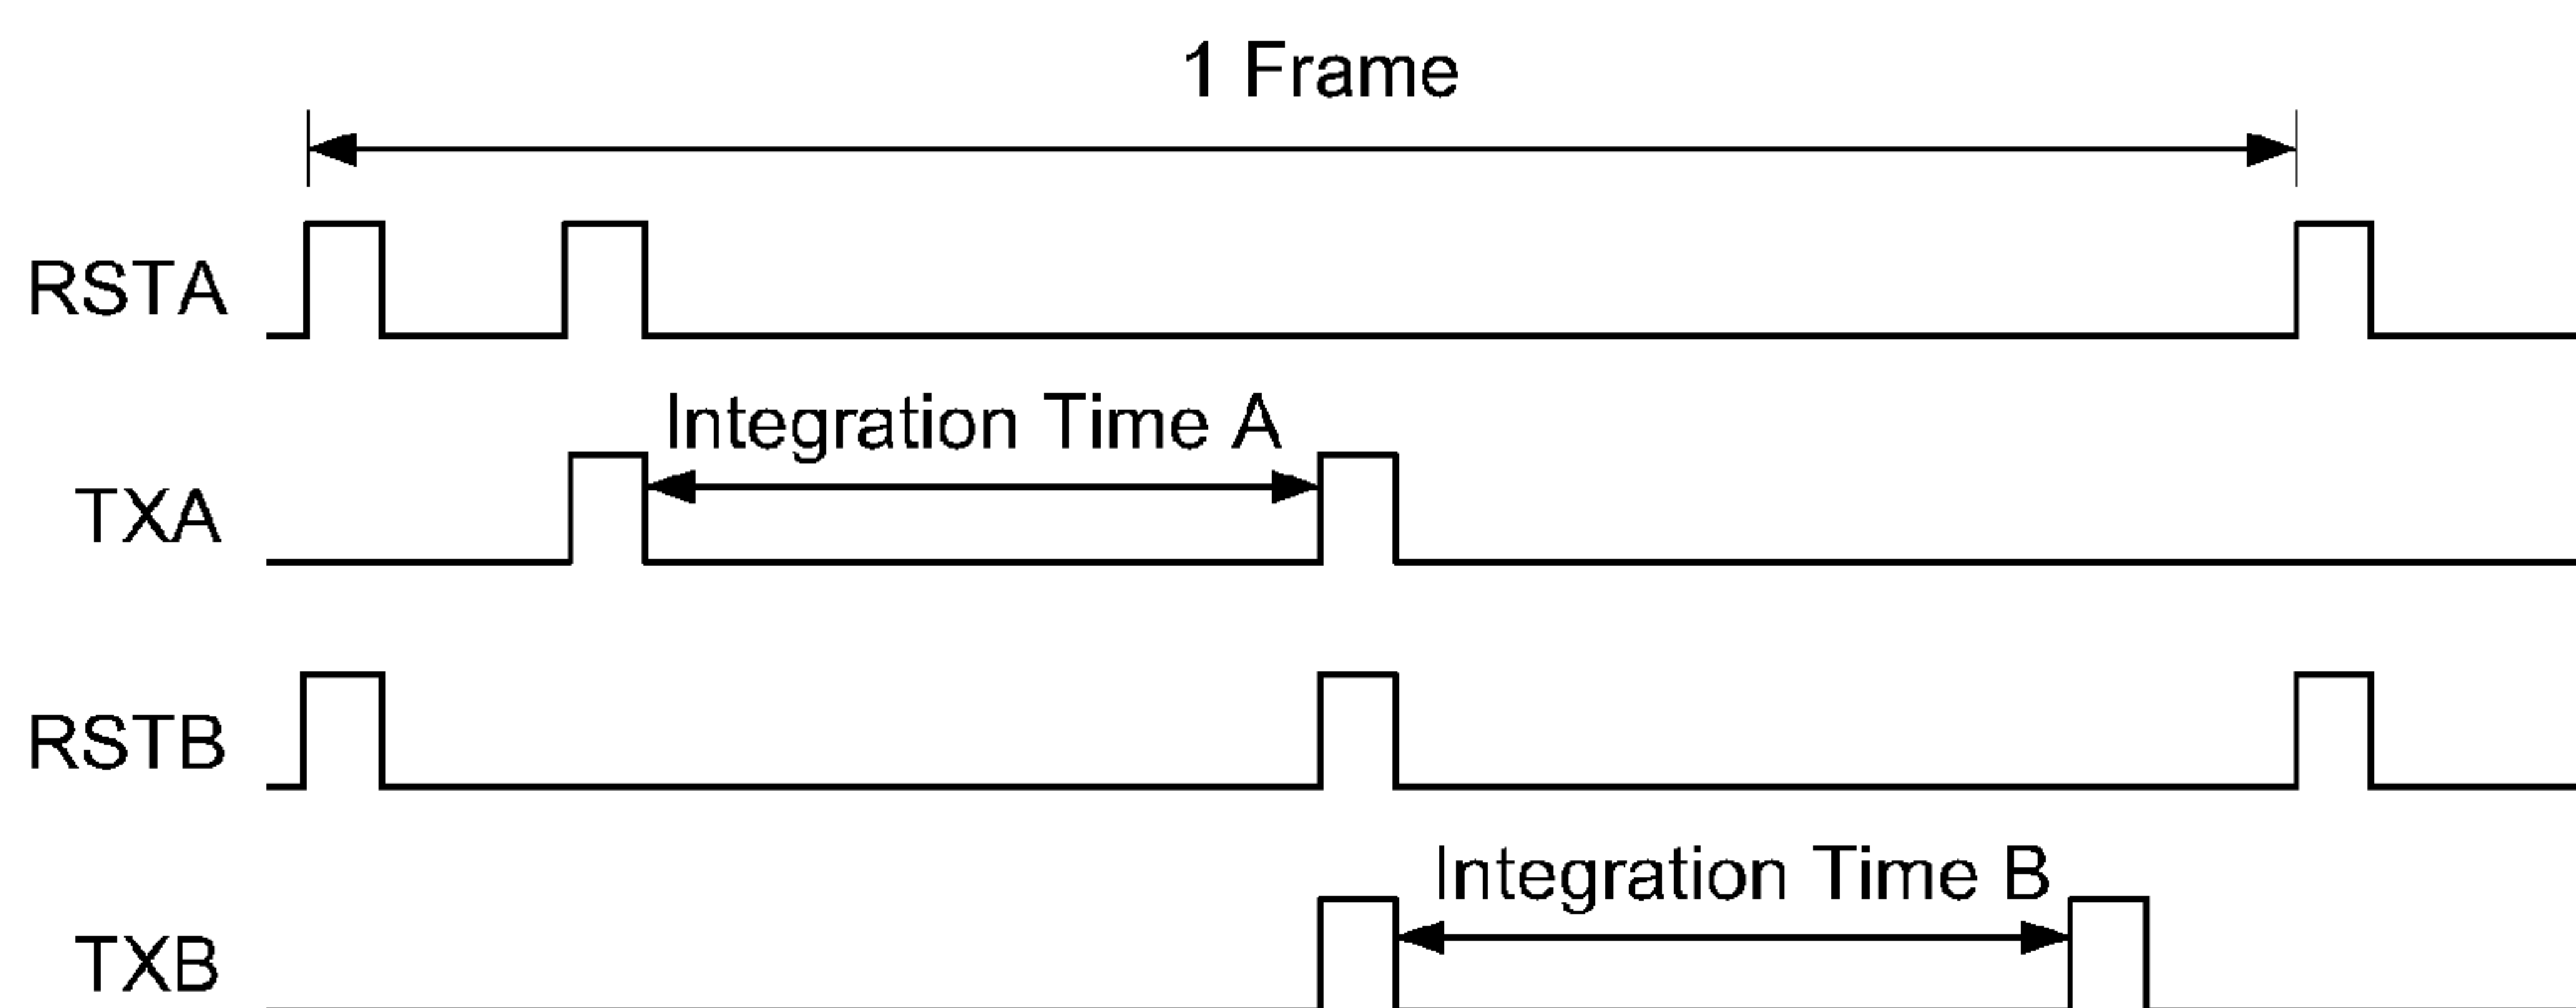 1 Frame
RSTA
Integration Time A
TXA
RSTB
Integration Time B
TXB